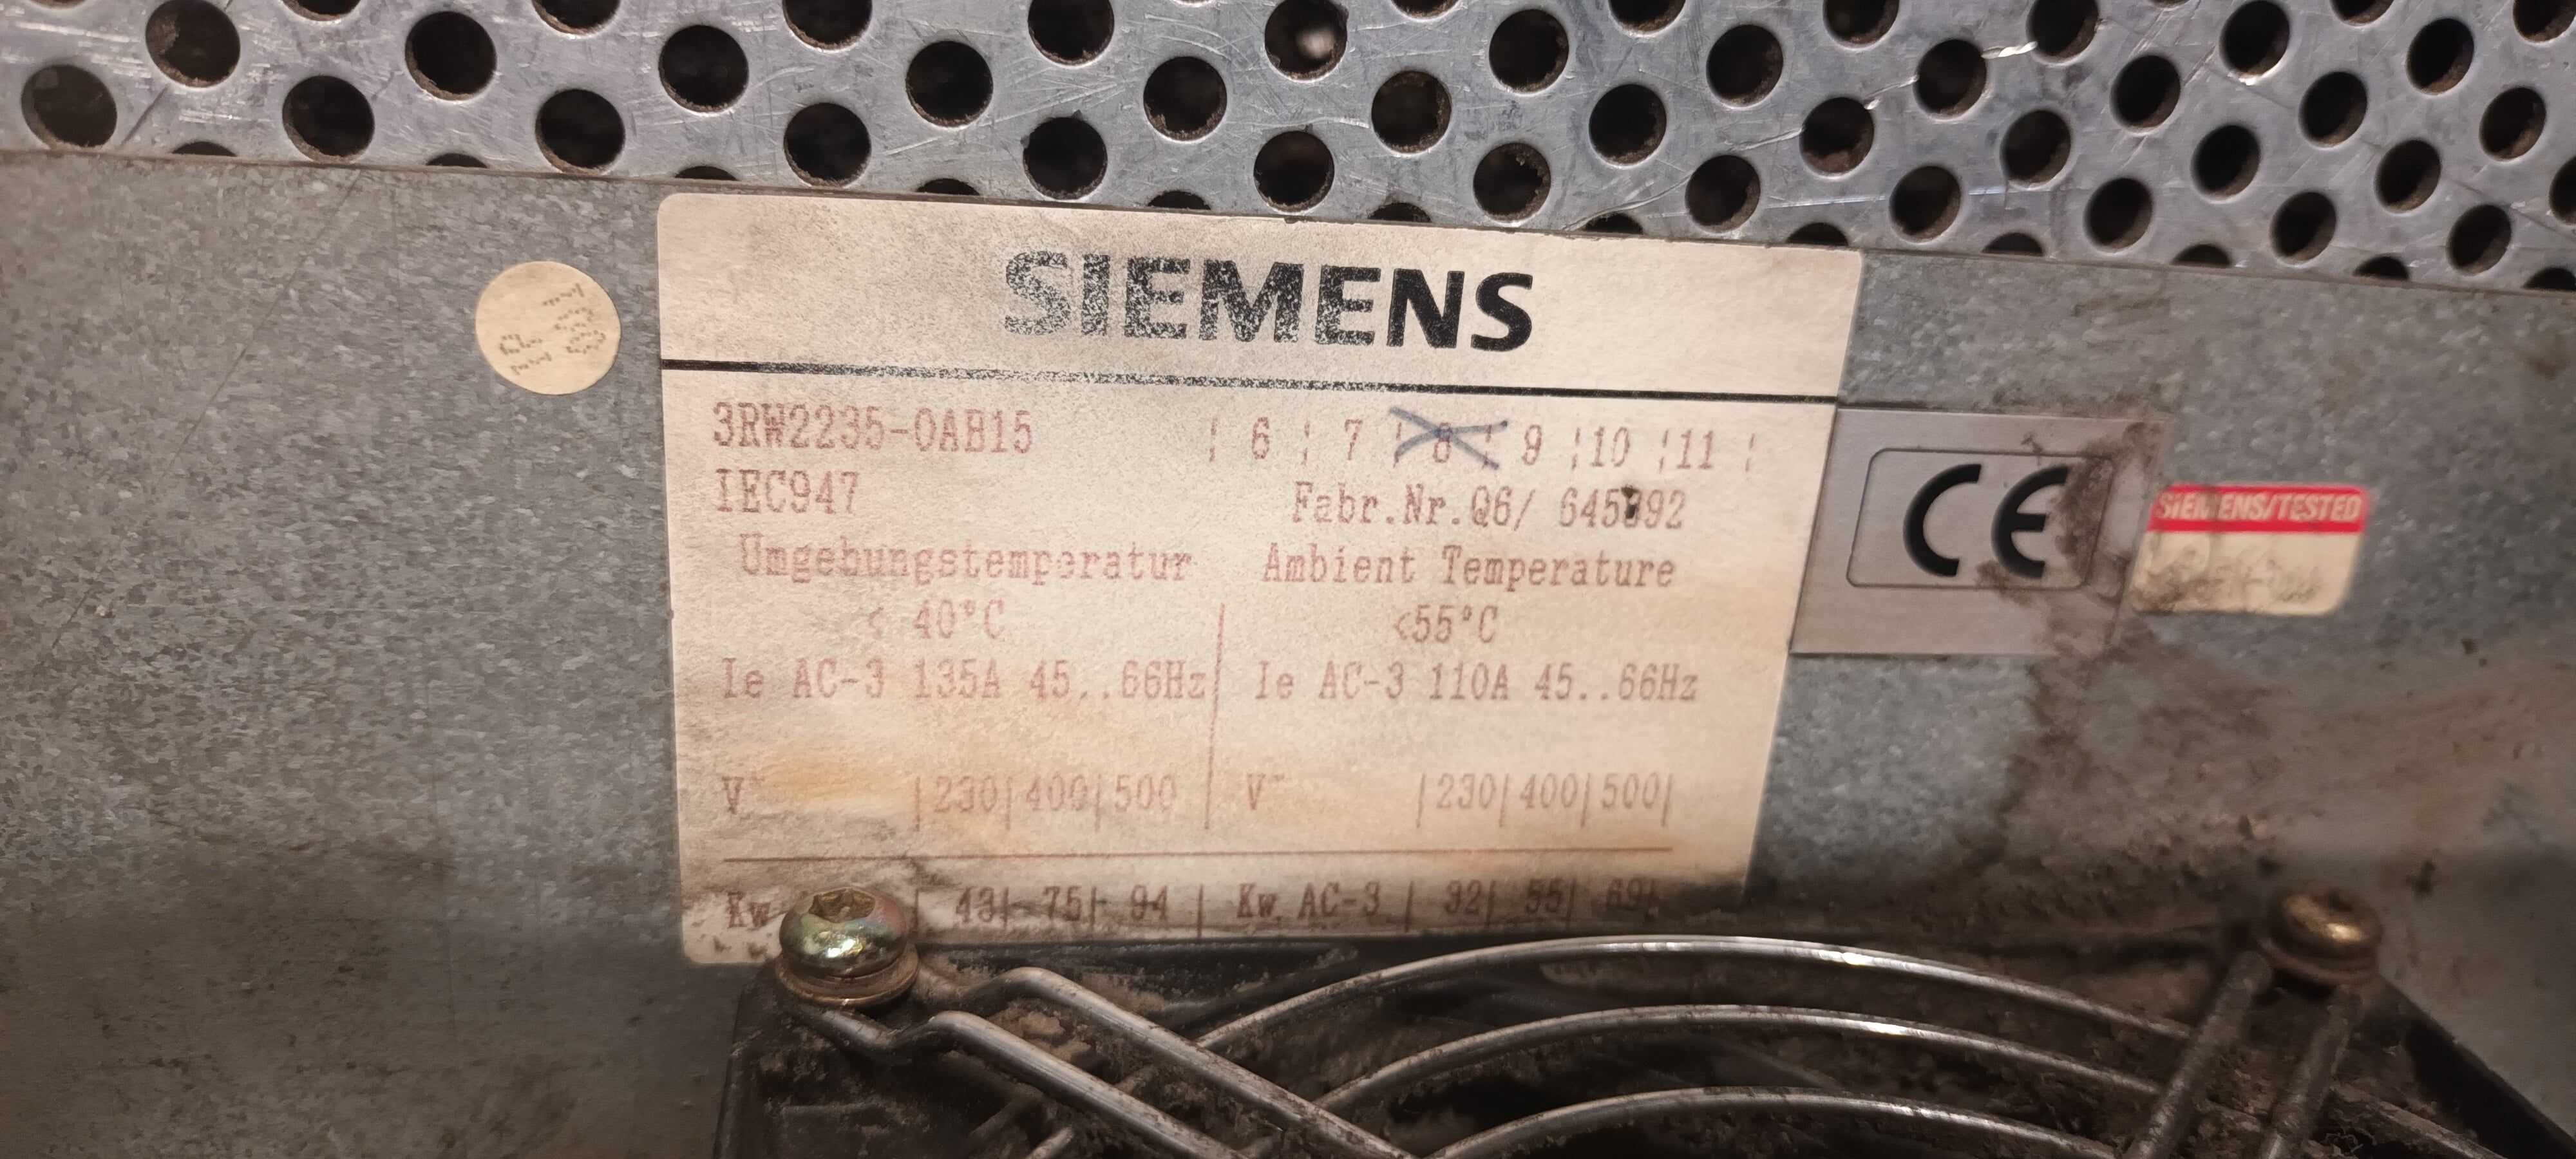 SIEMENS
3RW2235-0AB15 | 6 | 7 | 8 | 9 | 10 | 11 |
IEC947 Fabr.Nr.Q6/
Umgebungstemperatur Ambient Temperature
< 40°C <55°C
Ie AC-3 135A 45..66Hz | Ie AC-3 110A 45..66Hz
V~ |230|400|500 | V~ |230|400|500|
Kw | 43| 75| 94 | Kw AC-3 | 32| 55| 69|
CE
SIEMENS/TESTED